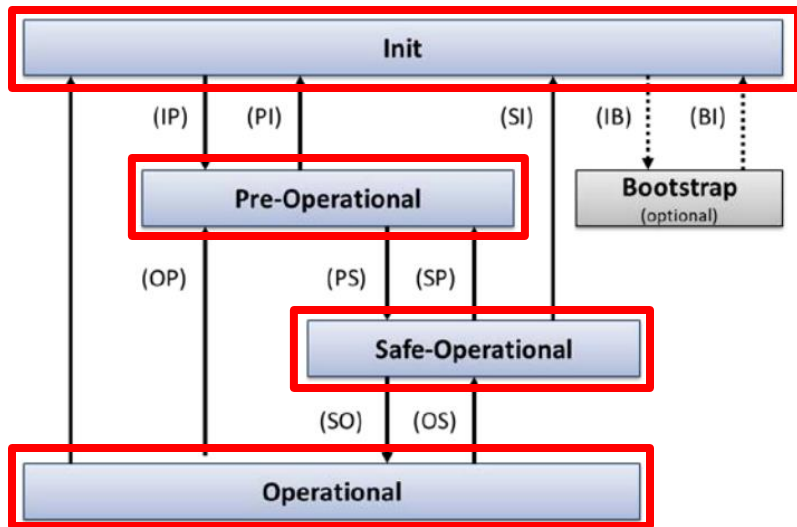 Init
(IP) (PI) (SI) (IB) (BI)
Pre-Operational
Bootstrap
(optional)
(OP) (PS) (SP)
Safe-Operational
(SO) (OS)
Operational